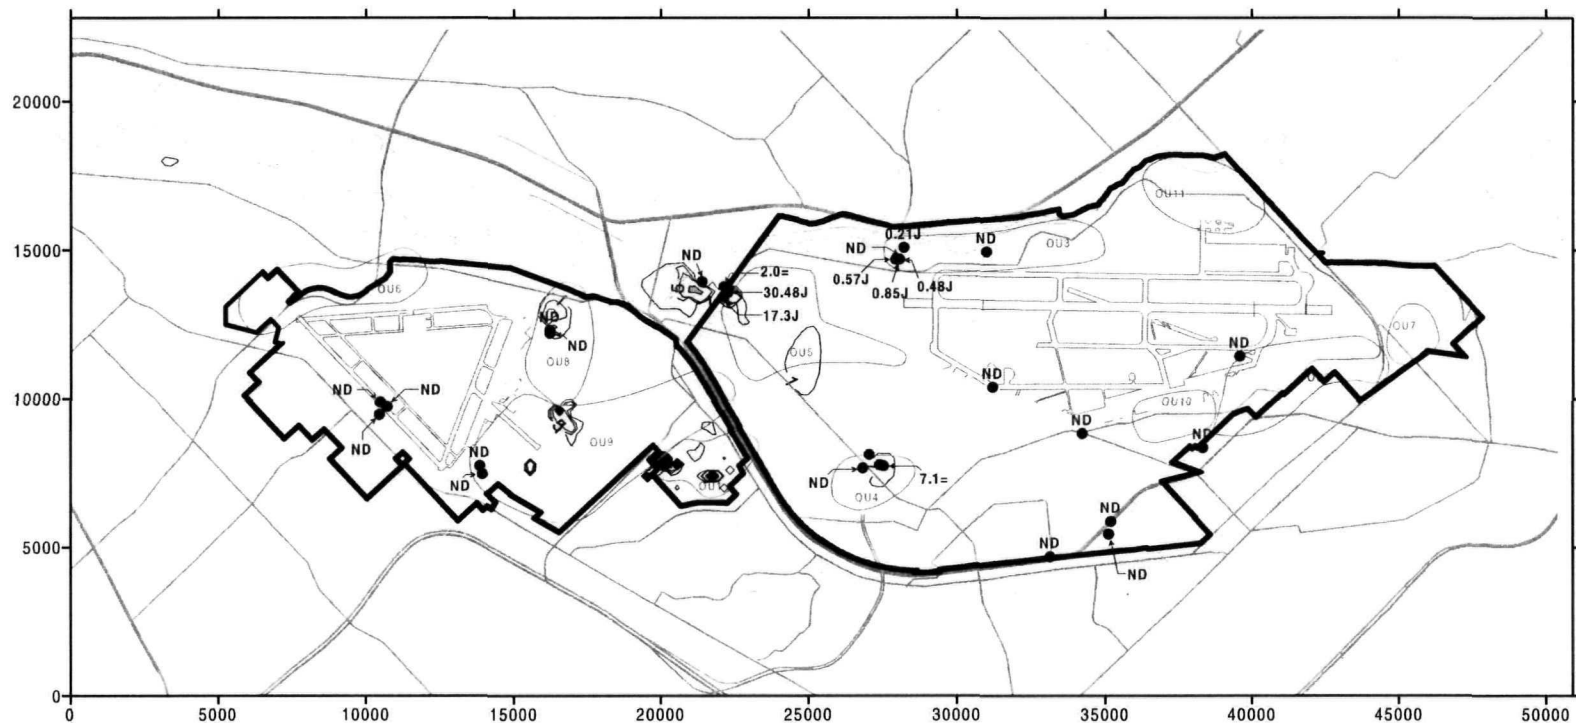 20000
15000
10000
5000
0
0
5000
10000
15000
20000
25000
30000
35000
40000
45000
50000
OU11
0.21J
ND
ND
OU3
ND
2.0=
0.57J
0.48J
OU6
30.48J
0.85J
17.3J
ND
OU7
ND
ND
OU5
OU8
ND
ND
ND
OU10
ND
ND
ND
OU9
ND
ND
ND
ND
7.1=
OU4
ND
ND
ND